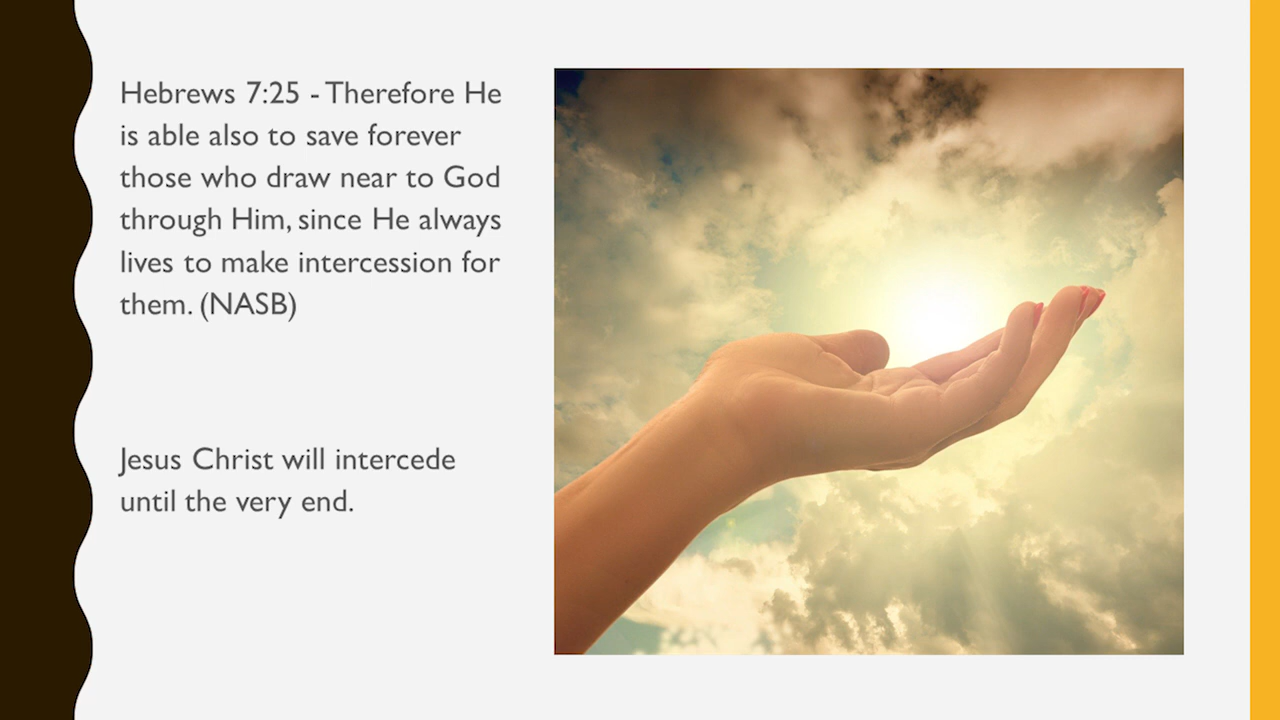 Hebrews 7:25 - Therefore He
is able also to save forever
those who draw near to God
through Him, since He always
lives to make intercession for
them. (NASB)
Jesus Christ will intercede
until the very end.